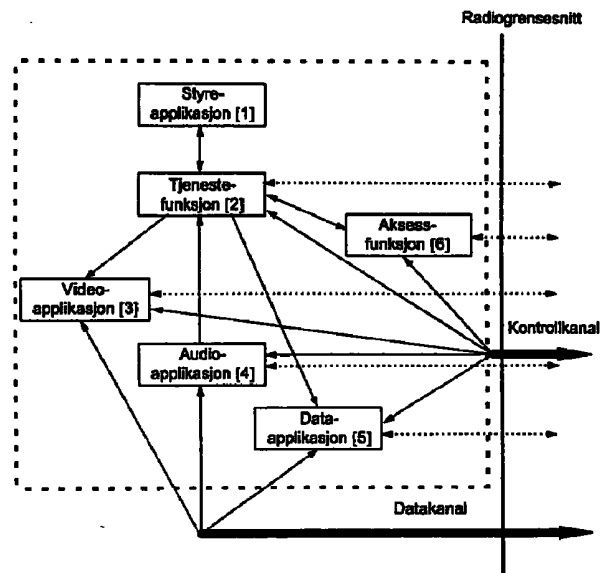 Radiogrensesnitt
Styre-
applikasjon [1]
Tjeneste-
funksjon [2]
Aksess-
funksjon [6]
Video-
applikasjon [3]
Kontrollkanal
Audio-
applikasjon [4]
Data-
applikasjon [5]
Datakanal